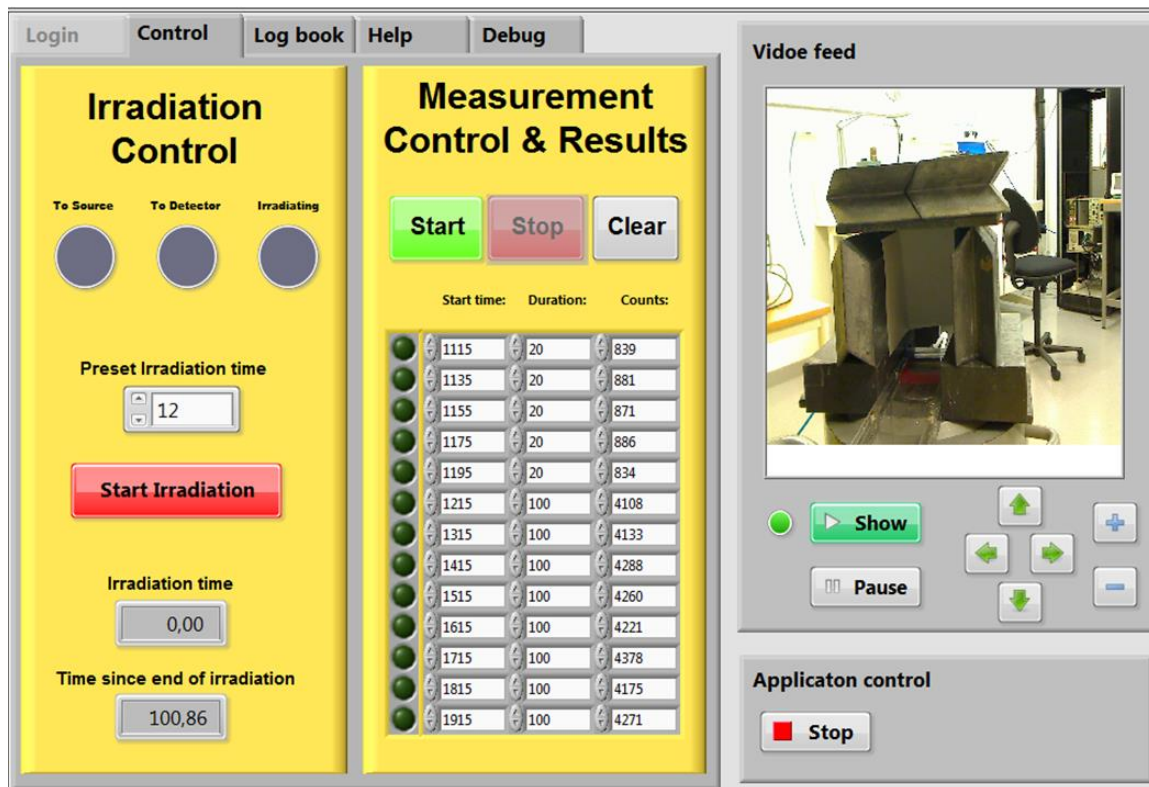 Login
Control
Log book
Help
Debug
Irradiation
Control
To Source
To Detector
Irradiating
Preset Irradiation time
12
Start Irradiation
Irradiation time
0,00
Time since end of irradiation
100,86
Measurement
Control & Results
Start
Stop
Clear
Start time: Duration: Counts:
1115 20 839
1135 20 881
1155 20 871
1175 20 886
1195 20 834
1215 100 4108
1315 100 4133
1415 100 4288
1515 100 4260
1615 100 4221
1715 100 4378
1815 100 4175
1915 100 4271
Vidoe feed
Show
Pause
Applicaton control
Stop